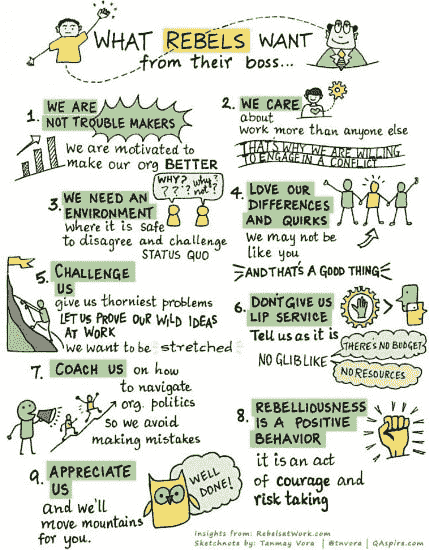 WHAT REBELS WANT
from their boss...
1. WE ARE
NOT TROUBLE MAKERS
we are motivated to
make our org BETTER
2. WE CARE
about
work more than anyone else
THAT'S WHY WE ARE WILLING
TO ENGAGE IN A CONFLICT
WHY? why?
? ? ? ? why not?
3. WE NEED AN
ENVIRONMENT
where it is safe
to disagree and challenge
STATUS QUO
4. LOVE OUR
DIFFERENCES
AND QUIRKS
We may not be
like you
AND THAT'S A GOOD THING
5. CHALLENGE
US
give us thorniest problems
LET US PROVE OUR WILD IDEAS
AT WORK
we want to be stretched
6. DON'T GIVE US
LIP SERVICE
Tell us as it is
NO GLIB LIKE
THERE'S NO BUDGET
NO RESOURCES
7. COACH US on how
to navigate
org. politics
so we avoid
making mistakes
8. REBELLIOUSNESS
IS A POSITIVE
BEHAVIOR
it is an act
of courage and
risk taking
9. APPRECIATE
US
and we'll
move mountains
for you.
WELL
DONE!
Insights from: Rebelsatwork.com
Sketchnote by: Tanmay Vora | @tnvora | QAspire.com